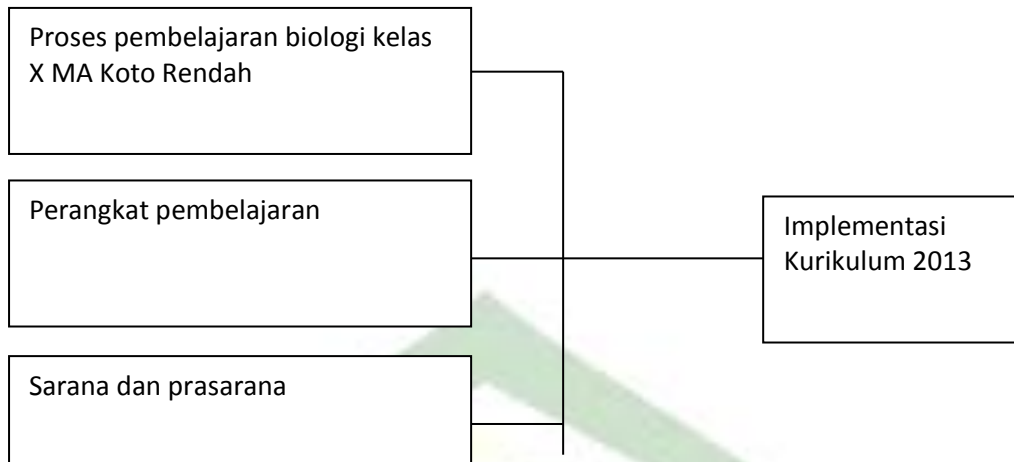 Proses pembelajaran biologi kelas
X MA Koto Rendah
Perangkat pembelajaran
Implementasi
Kurikulum 2013
Sarana dan prasarana